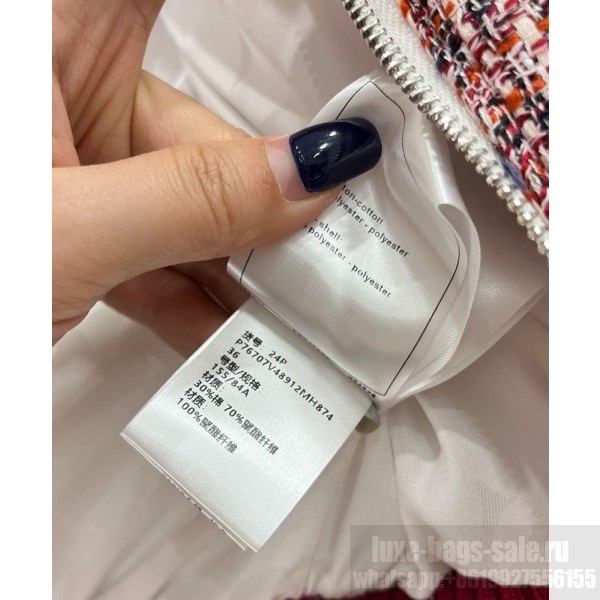 ton-cotton
polyester - polyester
-shell:
polyester - polyester
货号: 24P
P76707V48912MH874
36
号型/规格
155/84A
材质:
30%棉 70%聚酯纤维
材质:
100%聚酯纤维
luxe-bags-sale.ru
whatsapp+8619927556155